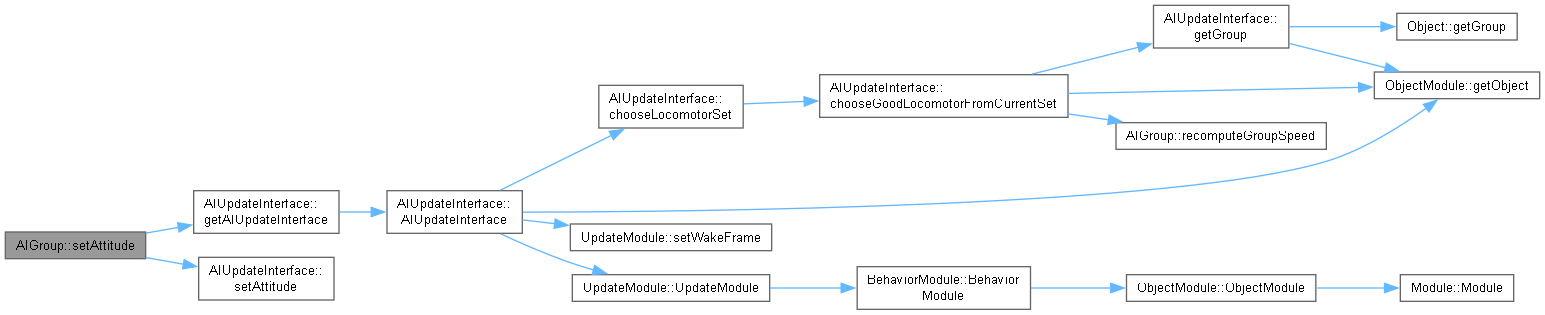 AIGroup::setAttitude
AIUpdateInterface::
getAIUpdateInterface
AIUpdateInterface::
setAttitude
AIUpdateInterface::
AIUpdateInterface
AIUpdateInterface::
chooseLocomotorSet
UpdateModule::setWakeFrame
UpdateModule::UpdateModule
AIUpdateInterface::
chooseGoodLocomotorFromCurrentSet
BehaviorModule::Behavior
Module
AIUpdateInterface::
getGroup
AIGroup::recomputeGroupSpeed
ObjectModule::ObjectModule
Object::getGroup
ObjectModule::getObject
Module::Module